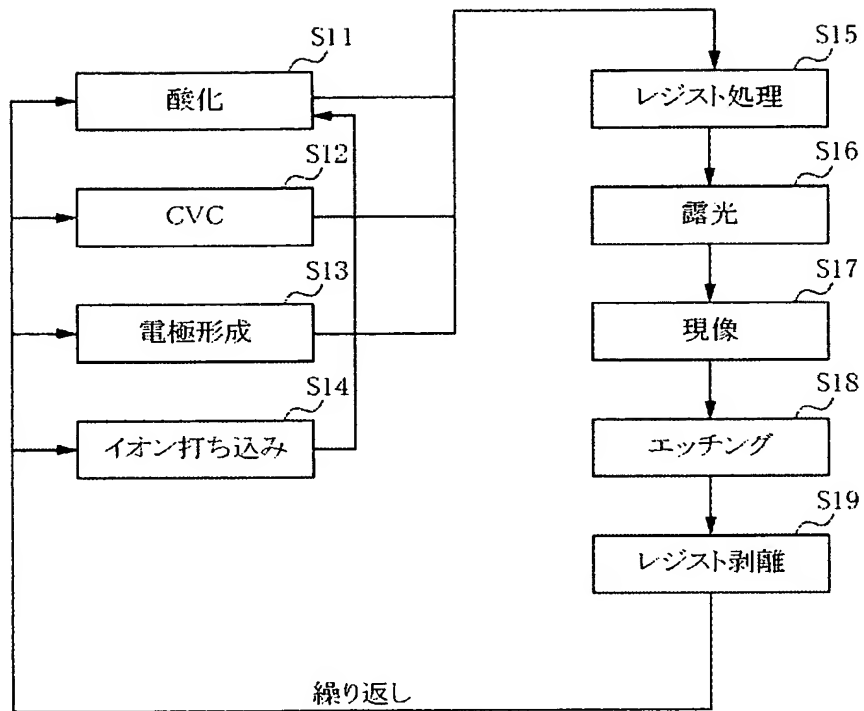 S11
酸化
S12
CVC
S13
電極形成
S14
イオン打ち込み
S15
レジスト処理
S16
露光
S17
現像
S18
エッチング
S19
レジスト剥離
繰り返し